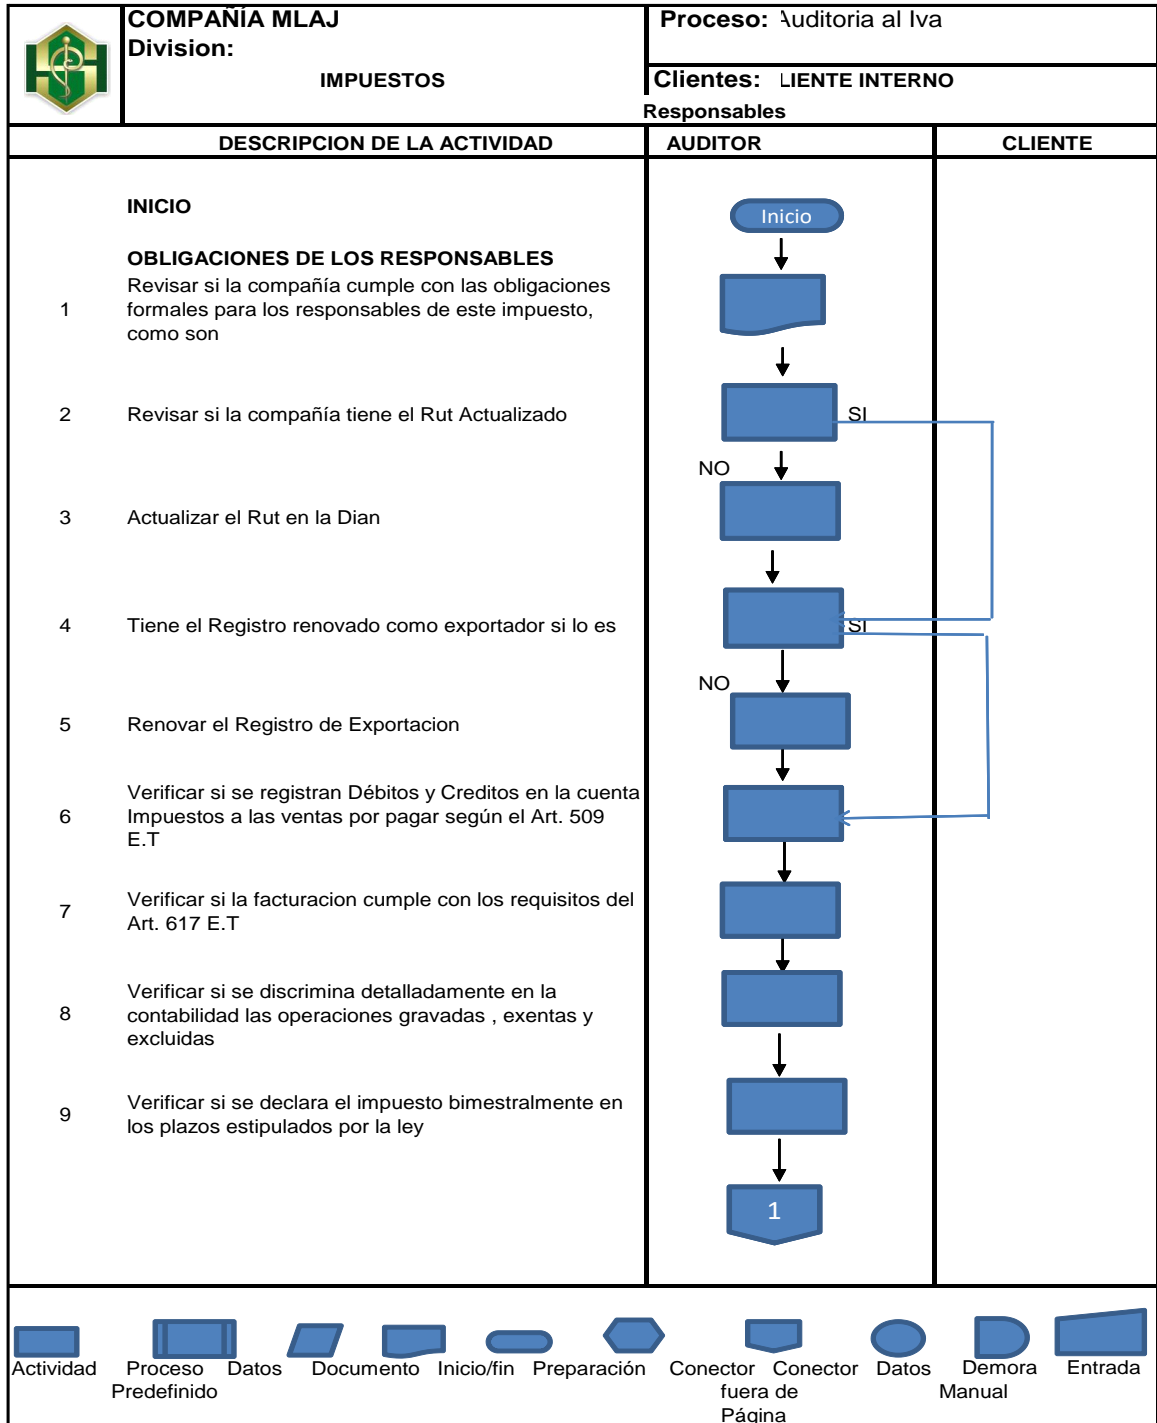 COMPAÑÍA MLAJ
Division:
IMPUESTOS
Proceso: Auditoria al Iva
Clientes: LIENTE INTERNO
Responsables
DESCRIPCION DE LA ACTIVIDAD AUDITOR CLIENTE
INICIO
Inicio
OBLIGACIONES DE LOS RESPONSABLES
1 Revisar si la compañía cumple con las obligaciones
formales para los responsables de este impuesto,
como son
2 Revisar si la compañía tiene el Rut Actualizado
SI
NO
3 Actualizar el Rut en la Dian
4 Tiene el Registro renovado como exportador si lo es
SI
NO
5 Renovar el Registro de Exportacion
6 Verificar si se registran Débitos y Creditos en la cuenta
Impuestos a las ventas por pagar según el Art. 509
E.T
7 Verificar si la facturacion cumple con los requisitos del
Art. 617 E.T
8 Verificar si se discrimina detalladamente en la
contabilidad las operaciones gravadas , exentas y
excluidas
9 Verificar si se declara el impuesto bimestralmente en
los plazos estipulados por la ley
1
Actividad Proceso Datos Documento Inicio/fin Preparación Conector Conector Datos Demora Entrada
Predefinido fuera de Manual
Página